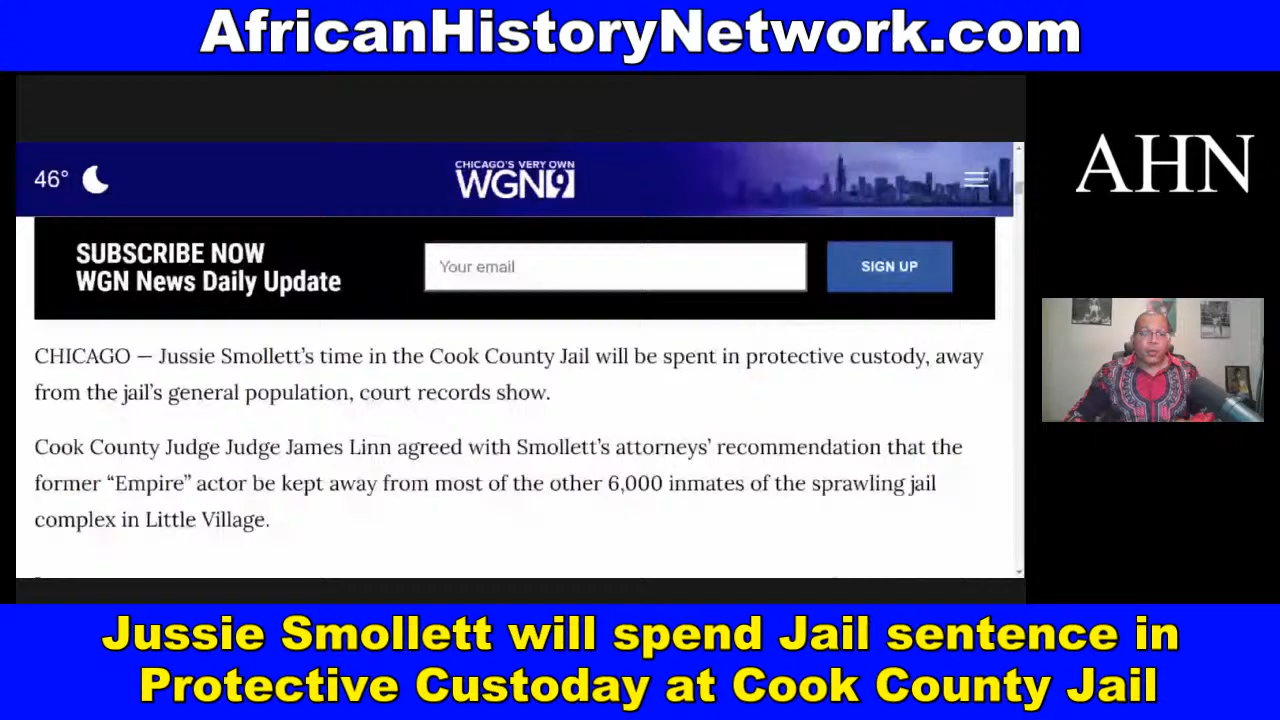 AfricanHistoryNetwork.com
AHN
46°
CHICAGO'S VERY OWN
WGN9
SUBSCRIBE NOW
WGN News Daily Update
Your email
SIGN UP
CHICAGO — Jussie Smollett's time in the Cook County Jail will be spent in protective custody, away
from the jail's general population, court records show.
Cook County Judge Judge James Linn agreed with Smollett's attorneys' recommendation that the
former “Empire” actor be kept away from most of the other 6,000 inmates of the sprawling jail
complex in Little Village.
Jussie Smollett will spend Jail sentence in
Protective Custoday at Cook County Jail